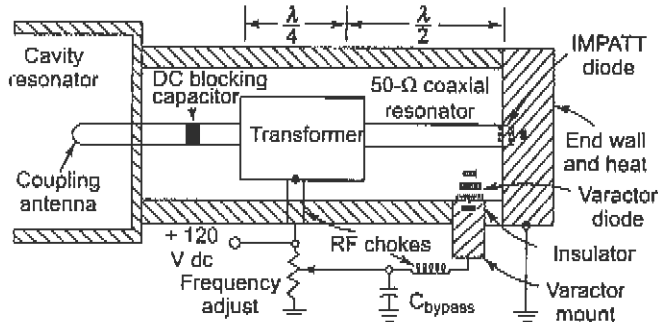 λ/4
λ/2
Cavity
resonator
IMPATT
diode
DC blocking
capacitor
50-Ω coaxial
resonator
Transformer
End wall
and heat
Coupling
antenna
Varactor
diode
+ 120
V dc
RF chokes
Insulator
Frequency
adjust
C bypass
Varactor
mount